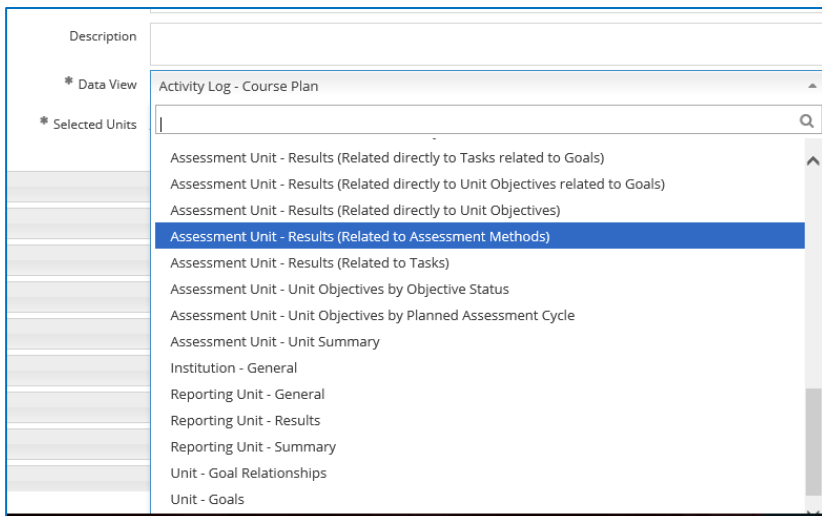 Description
* Data View
Activity Log - Course Plan
* Selected Units
Assessment Unit - Results (Related directly to Tasks related to Goals)
Assessment Unit - Results (Related directly to Unit Objectives related to Goals)
Assessment Unit - Results (Related directly to Unit Objectives)
Assessment Unit - Results (Related to Assessment Methods)
Assessment Unit - Results (Related to Tasks)
Assessment Unit - Unit Objectives by Objective Status
Assessment Unit - Unit Objectives by Planned Assessment Cycle
Assessment Unit - Unit Summary
Institution - General
Reporting Unit - General
Reporting Unit - Results
Reporting Unit - Summary
Unit - Goal Relationships
Unit - Goals